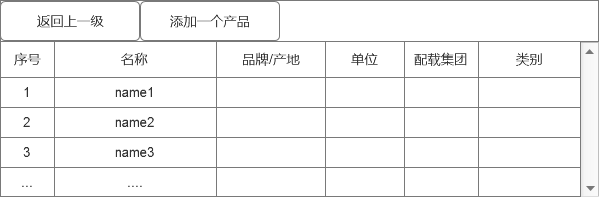 返回上一级 添加一个产品
序号 名称 品牌/产地 单位 配载集团 类别
1 name1
2 name2
3 name3
... ....